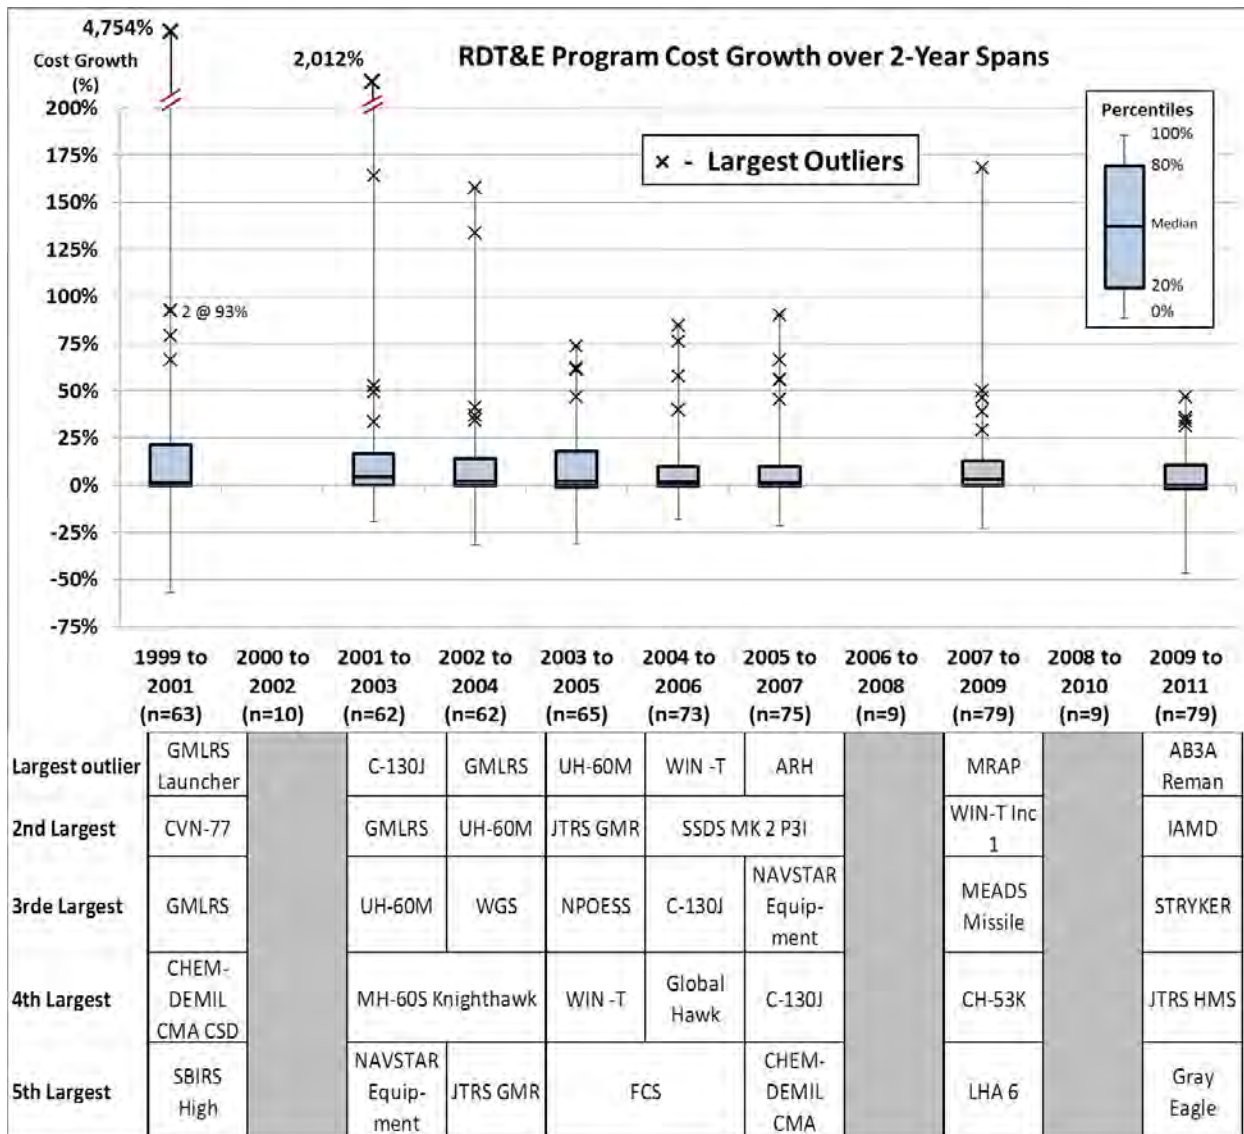 4,754%
Cost Growth
(%)
2,012%
RDT&E Program Cost Growth over 2-Year Spans
200%
175%
150%
125%
100%
75%
50%
25%
0%
-25%
-50%
-75%
× - Largest Outliers
Percentiles
100%
80%
Median
20%
0%
2 @ 93%
1999 to 2001 (n=63)
2000 to 2002 (n=10)
2001 to 2003 (n=62)
2002 to 2004 (n=62)
2003 to 2005 (n=65)
2004 to 2006 (n=73)
2005 to 2007 (n=75)
2006 to 2008 (n=9)
2007 to 2009 (n=79)
2008 to 2010 (n=9)
2009 to 2011 (n=79)
Largest outlier
GMLRS Launcher
C-130J
GMLRS
UH-60M
WIN -T
ARH
MRAP
AB3A Reman
2nd Largest
CVN-77
GMLRS
UH-60M
JTRS GMR
SSDS MK 2 P3I
WIN-T Inc 1
IAMD
3rde Largest
GMLRS
UH-60M
WGS
NPOESS
C-130J
NAVSTAR Equip-ment
MEADS Missile
STRYKER
4th Largest
CHEM-DEMIL CMA CSD
MH-60S Knighthawk
WIN -T
Global Hawk
C-130J
CH-53K
JTRS HMS
5th Largest
SBIRS High
NAVSTAR Equip-ment
JTRS GMR
FCS
CHEM-DEMIL CMA
LHA 6
Gray Eagle